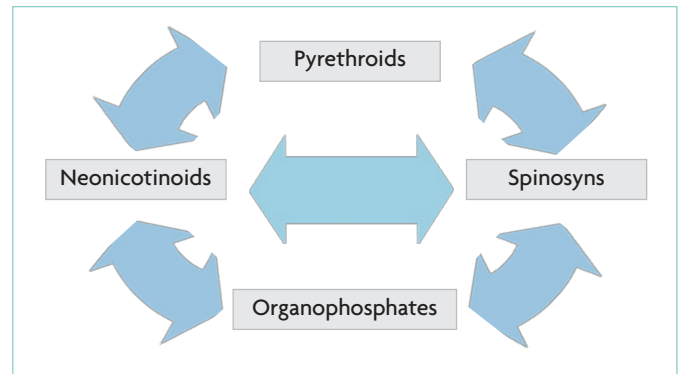 Pyrethroids
Neonicotinoids
Spinosyns
Organophosphates